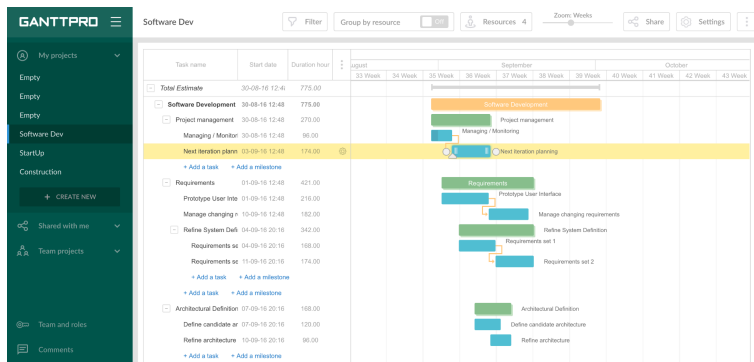 GANTTPRO
Software Dev
Filter
Group by resource
Off
Resources 4
Zoom: Weeks
Share
Settings
My projects
Empty
Empty
Empty
Software Dev
StartUp
Construction
+ CREATE NEW
Shared with me
Team projects
Team and roles
Comments
Task name Start date Duration hour
ugust September October
33 Week 34 Week 35 Week 36 Week 37 Week 38 Week 39 Week 40 Week 41 Week 42 Week 43 Week
Total Estimate 30-08-16 12:4 775.00
Software Development 30-08-16 12:48 775.00 Software Development
Project management 30-08-16 12:48 270.00 Project management
Managing / Monitor 30-08-16 12:48 96.00 Managing / Monitoring
Next iteration plann 03-09-16 12:48 174.00 Next iteration planning
+ Add a task + Add a milestone
Requirements 01-09-16 12:48 421.00 Requirements
Prototype User Inte 01-09-16 12:48 216.00 Prototype User Interface
Manage changing r 10-09-16 12:48 182.00 Manage changing requirements
Refine System Defi 04-09-16 20:16 342.00 Refine System Definition
Requirements se 04-09-16 20:16 168.00 Requirements set 1
Requirements se 11-09-16 20:16 174.00 Requirements set 2
+ Add a task + Add a milestone
+ Add a task + Add a milestone
Architectural Definition 07-09-16 20:16 168.00 Architectural Definition
Define candidate ar 07-09-16 20:16 120.00 Define candidate architecture
Refine architecture 10-09-16 20:16 96.00 Refine architecture
+ Add a task + Add a milestone